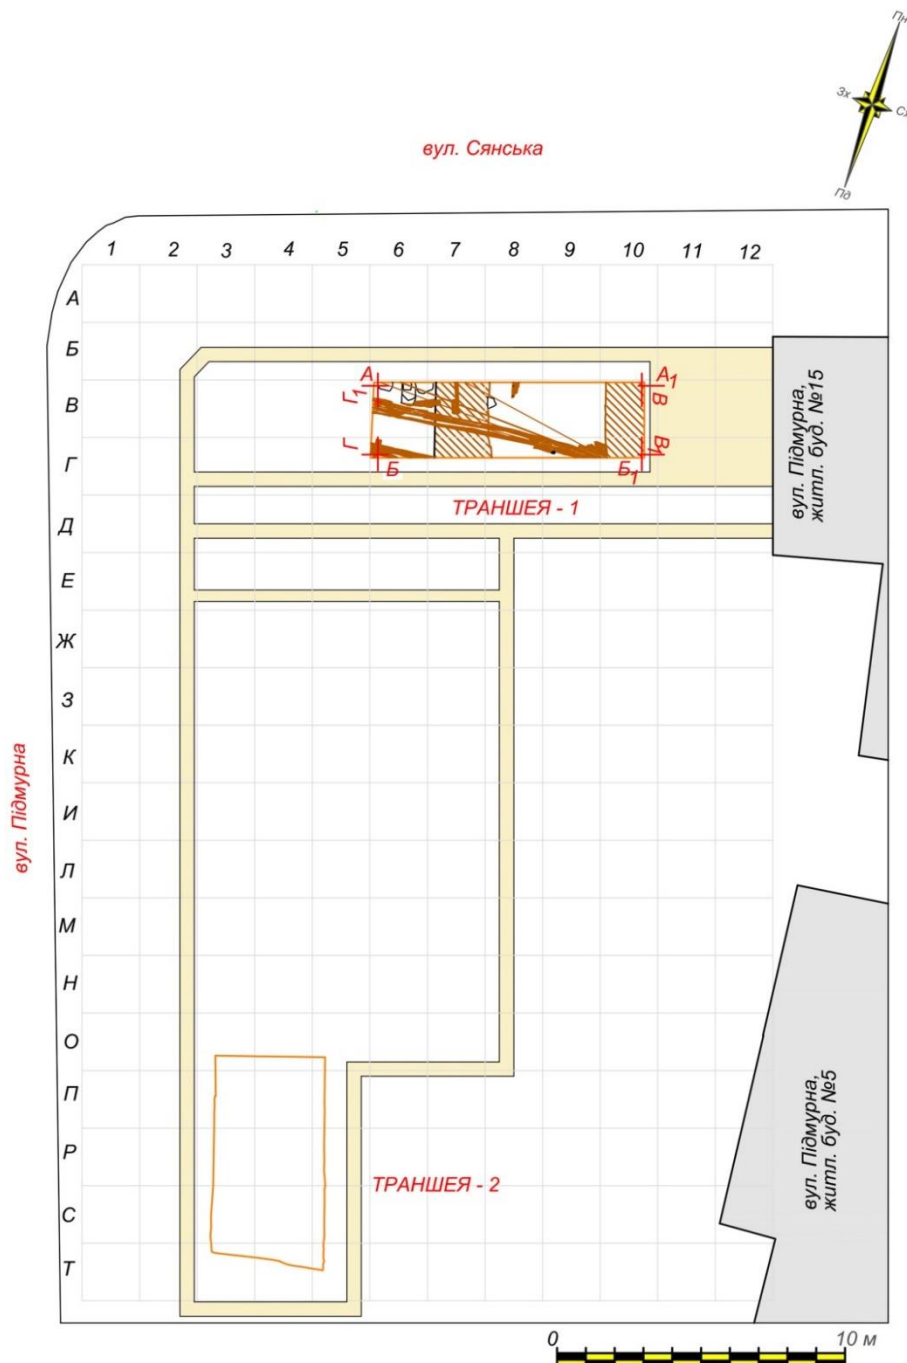 Пн
Зх
Сх
Пд
вул. Сянська
1 2 3 4 5 6 7 8 9 10 11 12
А
Б
В
Г
Д
Е
Ж
З
К
И
Л
М
Н
О
П
Р
С
Т
А
А1
Г1
В
Г
В1
Б
Б1
вул. Підмурна,
житл. буд. №15
ТРАНШЕЯ - 1
вул. Підмурна
вул. Підмурна,
житл. буд. №5
ТРАНШЕЯ - 2
0 10 м